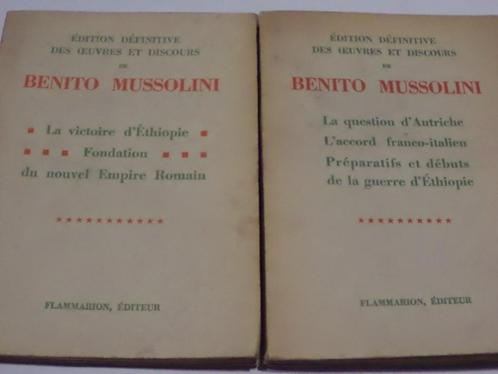 ÉDITION DÉFINITIVE
DES ŒUVRES ET DISCOURS
DE
BENITO MUSSOLINI
La victoire d'Éthiopie
Fondation
du nouvel Empire Romain
***********
FLAMMARION, ÉDITEUR
ÉDITION DÉFINITIVE
DES ŒUVRES ET DISCOURS
DE
BENITO MUSSOLINI
La question d'Autriche
L'accord franco-italien
Préparatifs et débuts
de la guerre d'Éthiopie
**********
FLAMMARION, ÉDITEUR